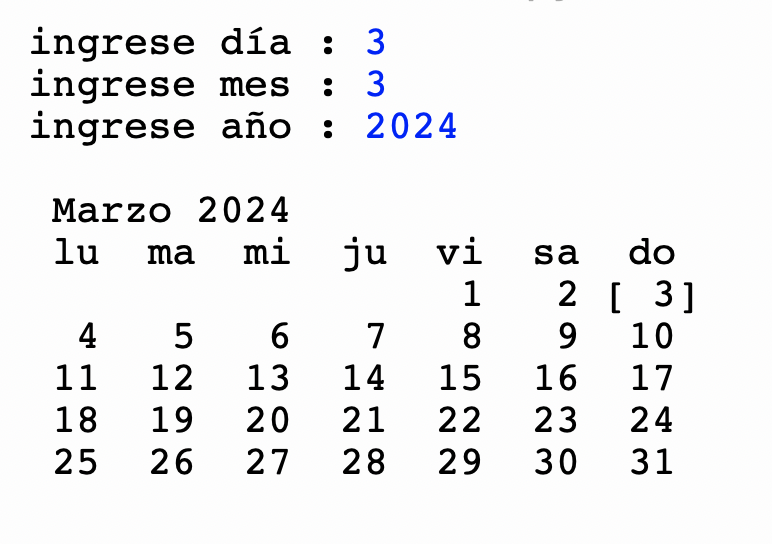 ingrese día : 3
ingrese mes : 3
ingrese año : 2024
Marzo 2024
lu ma mi ju vi sa do
1 2 [ 3]
4 5 6 7 8 9 10
11 12 13 14 15 16 17
18 19 20 21 22 23 24
25 26 27 28 29 30 31